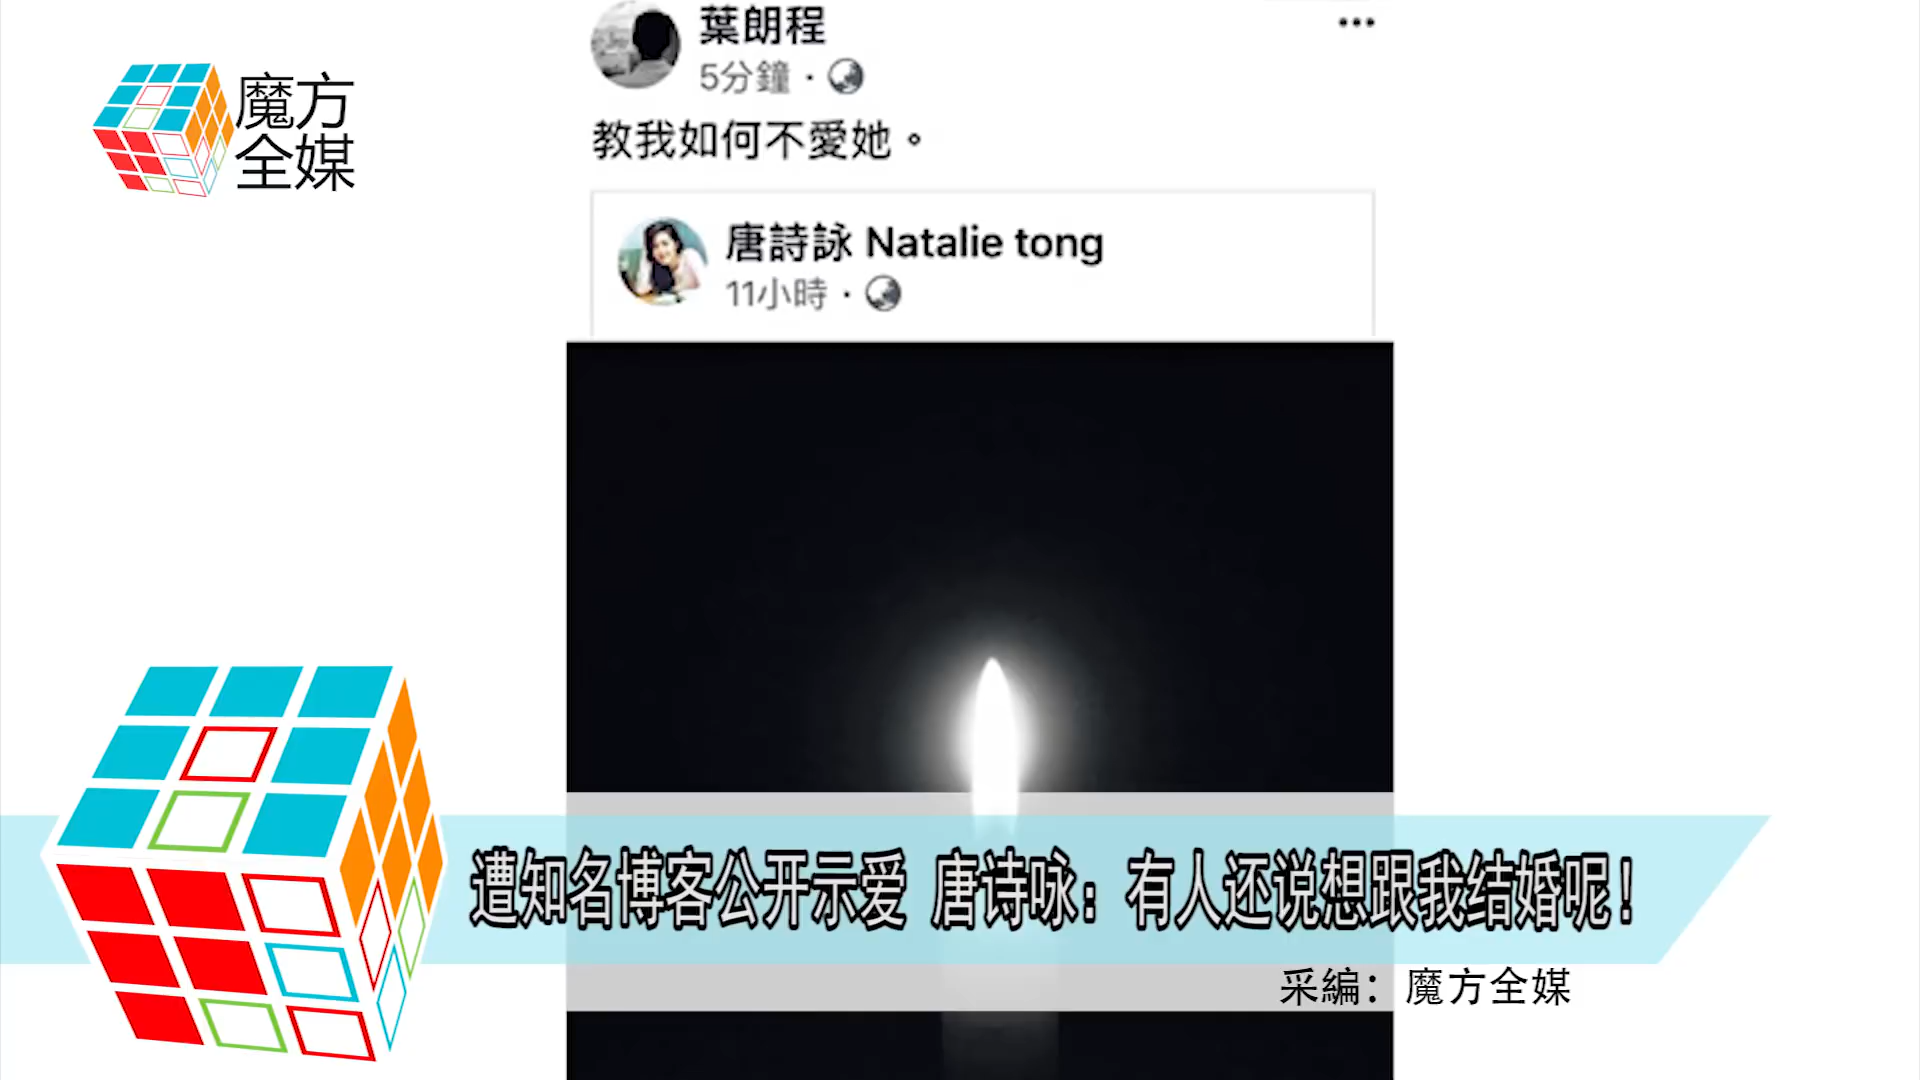 魔方
全媒
葉朗程
5分鐘 ·
教我如何不愛她。
唐詩詠 Natalie tong
11小時 ·
遭知名博客公开示爱 唐诗咏：有人还说想跟我结婚呢！
采編：魔方全媒